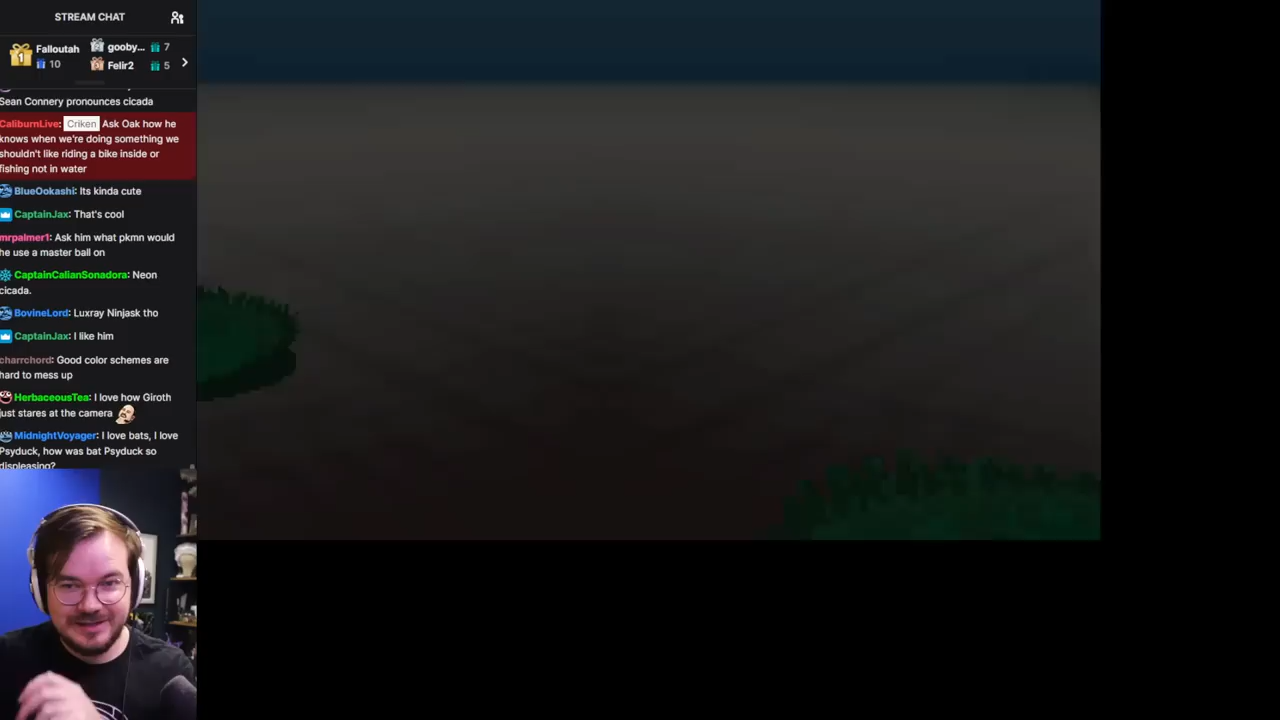 STREAM CHAT
Falloutah
10
gooby... 7
Felir2 5
Sean Connery pronounces cicada
CaliburnLive: Criken Ask Oak how he
knows when we're doing something we
shouldn't like riding a bike inside or
fishing not in water
BlueOokashi: Its kinda cute
CaptainJax: That's cool
mrpalmer1: Ask him what pkmn would
he use a master ball on
CaptainCalianSonadora: Neon
cicada.
BovineLord: Luxray Ninjask tho
CaptainJax: I like him
charrchord: Good color schemes are
hard to mess up
HerbaceousTea: I love how Giroth
just stares at the camera
MidnightVoyager: I love bats, I love
Psyduck, how was bat Psyduck so
displeasing?